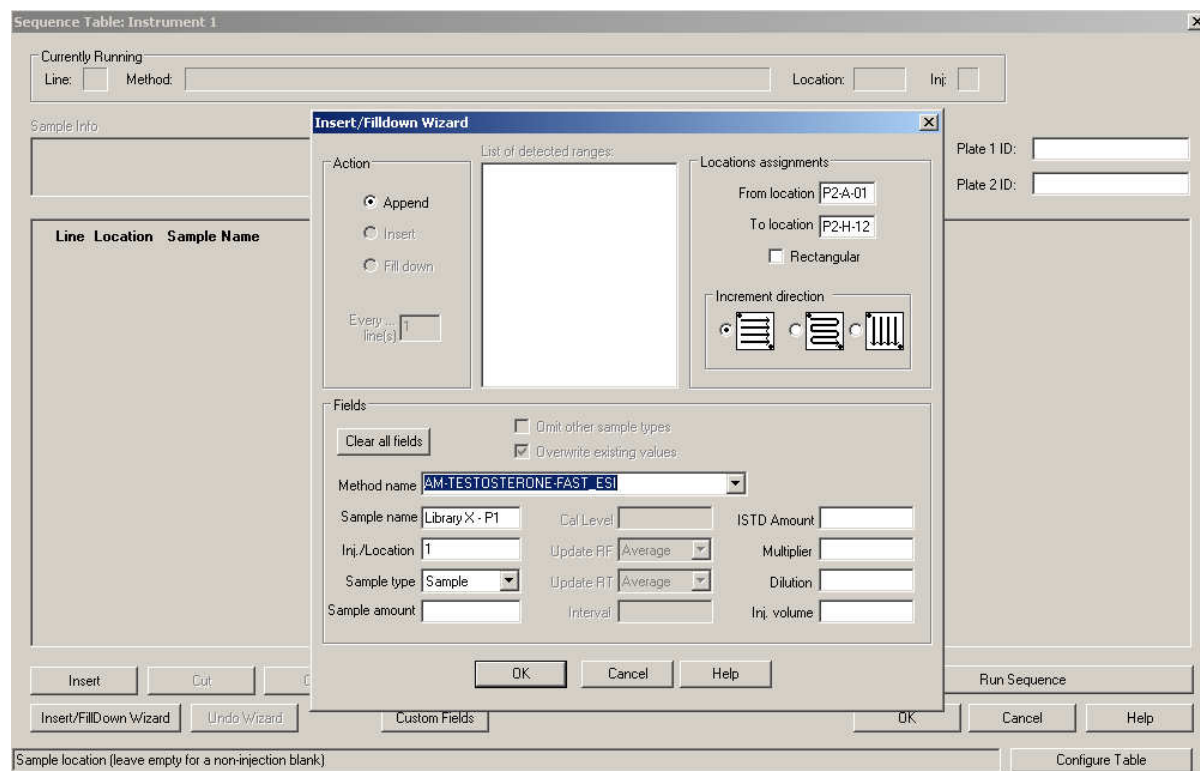 Sequence Table: Instrument 1
Currently Running
Line: Method: Location: Inj:
Sample Info
Plate 1 ID:
Plate 2 ID:
Line Location Sample Name
Insert/Filldown Wizard
Action
Append
Insert
Fill down
Every ...
line(s)
1
List of detected ranges:
Locations assignments
From location P2-A-01
To location P2-H-12
Rectangular
Increment direction
Fields
Clear all fields
Omit other sample types
Overwrite existing values
Method name AM-TESTOSTERONE-FAST_ESI
Sample name Library X - P1 Cal Level ISTD Amount
Inj./Location 1 Update RF Average Multiplier
Sample type Sample Update RT Average Dilution
Sample amount Interval Inj. volume
OK Cancel Help
Insert Cut C Run Sequence
Insert/FillDown Wizard Undo Wizard Custom Fields OK Cancel Help
Sample location (leave empty for a non-injection blank) Configure Table